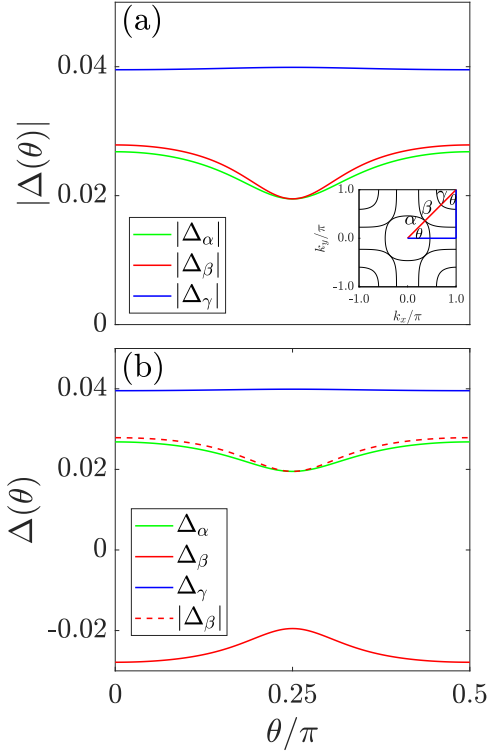 (a)
0.04
0.02
0
|Δ(θ)|
|Δα|
|Δβ|
|Δγ|
1.0
0.0
-1.0
ky/π
α
β
γ
θ
θ
-1.0 0.0 1.0
kx/π
(b)
0.04
0.02
0
-0.02
Δ(θ)
Δα
Δβ
Δγ
|Δβ|
0 0.25 0.5
θ/π